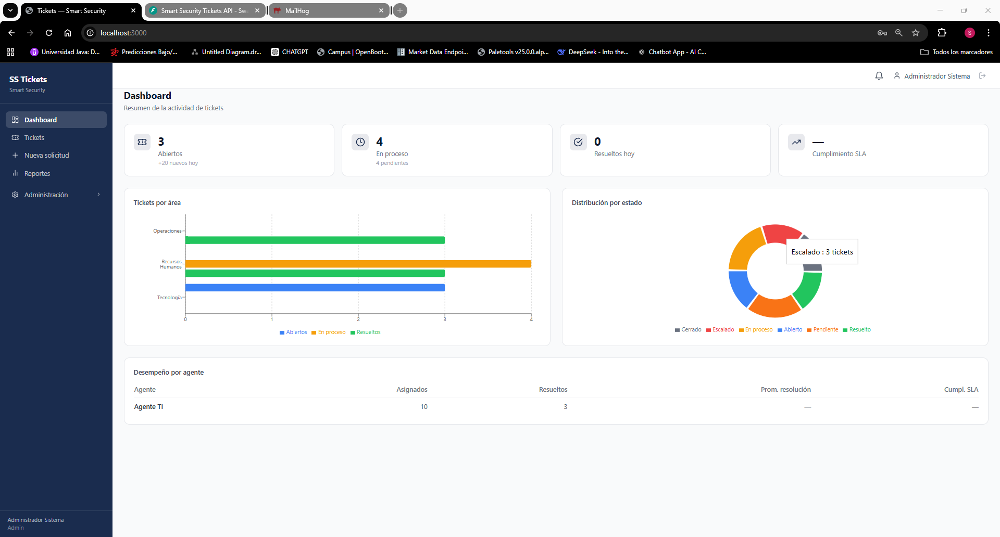 Tickets — Smart Security
Smart Security Tickets API - Swa
MailHog
localhost:3000
S
Universidad Java: D...
Predicciones Bajo/...
Untitled Diagram.dr...
CHATGPT
Campus | OpenBoot...
Market Data Endpoi...
Paletools v25.0.0.alp...
DeepSeek - Into the...
Chatbot App - AI C...
Todos los marcadores
SS Tickets
Smart Security
Dashboard
Tickets
Nueva solicitud
Reportes
Administración
Administrador Sistema
Admin
Administrador Sistema
Dashboard
Resumen de la actividad de tickets
3
Abiertos
+20 nuevos hoy
4
En proceso
4 pendientes
0
Resueltos hoy
—
Cumplimiento SLA
Tickets por área
Operaciones
Recursos
Humanos
Tecnología
0 1 2 3 4
Abiertos En proceso Resueltos
Distribución por estado
Escalado : 3 tickets
Cerrado Escalado En proceso Abierto Pendiente Resuelto
Desempeño por agente
Agente Asignados Resueltos Prom. resolución Cumpl. SLA
Agente TI 10 3 — —